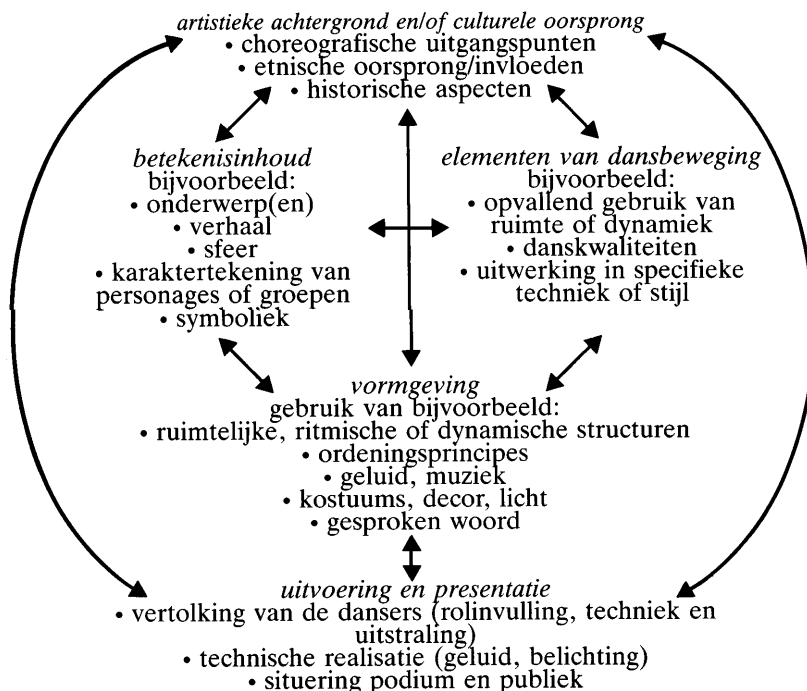 artistieke achtergrond en/of culturele oorsprong
• choreografische uitgangspunten
• etnische oorsprong/invloeden
• historische aspecten
betekenisinhoud
bijvoorbeeld:
• onderwerp(en)
• verhaal
• sfeer
• karaktertekening van
personages of groepen
• symboliek
elementen van dansbeweging
bijvoorbeeld:
• opvallend gebruik van
ruimte of dynamiek
• danskwaliteiten
• uitwerking in specifieke
techniek of stijl
vormgeving
gebruik van bijvoorbeeld:
• ruimtelijke, ritmische of dynamische structuren
• ordeningsprincipes
• geluid, muziek
• kostuums, decor, licht
• gesproken woord
uitvoering en presentatie
• vertolking van de dansers (rolinvulling, techniek en
uitstraling)
• technische realisatie (geluid, belichting)
• situering podium en publiek